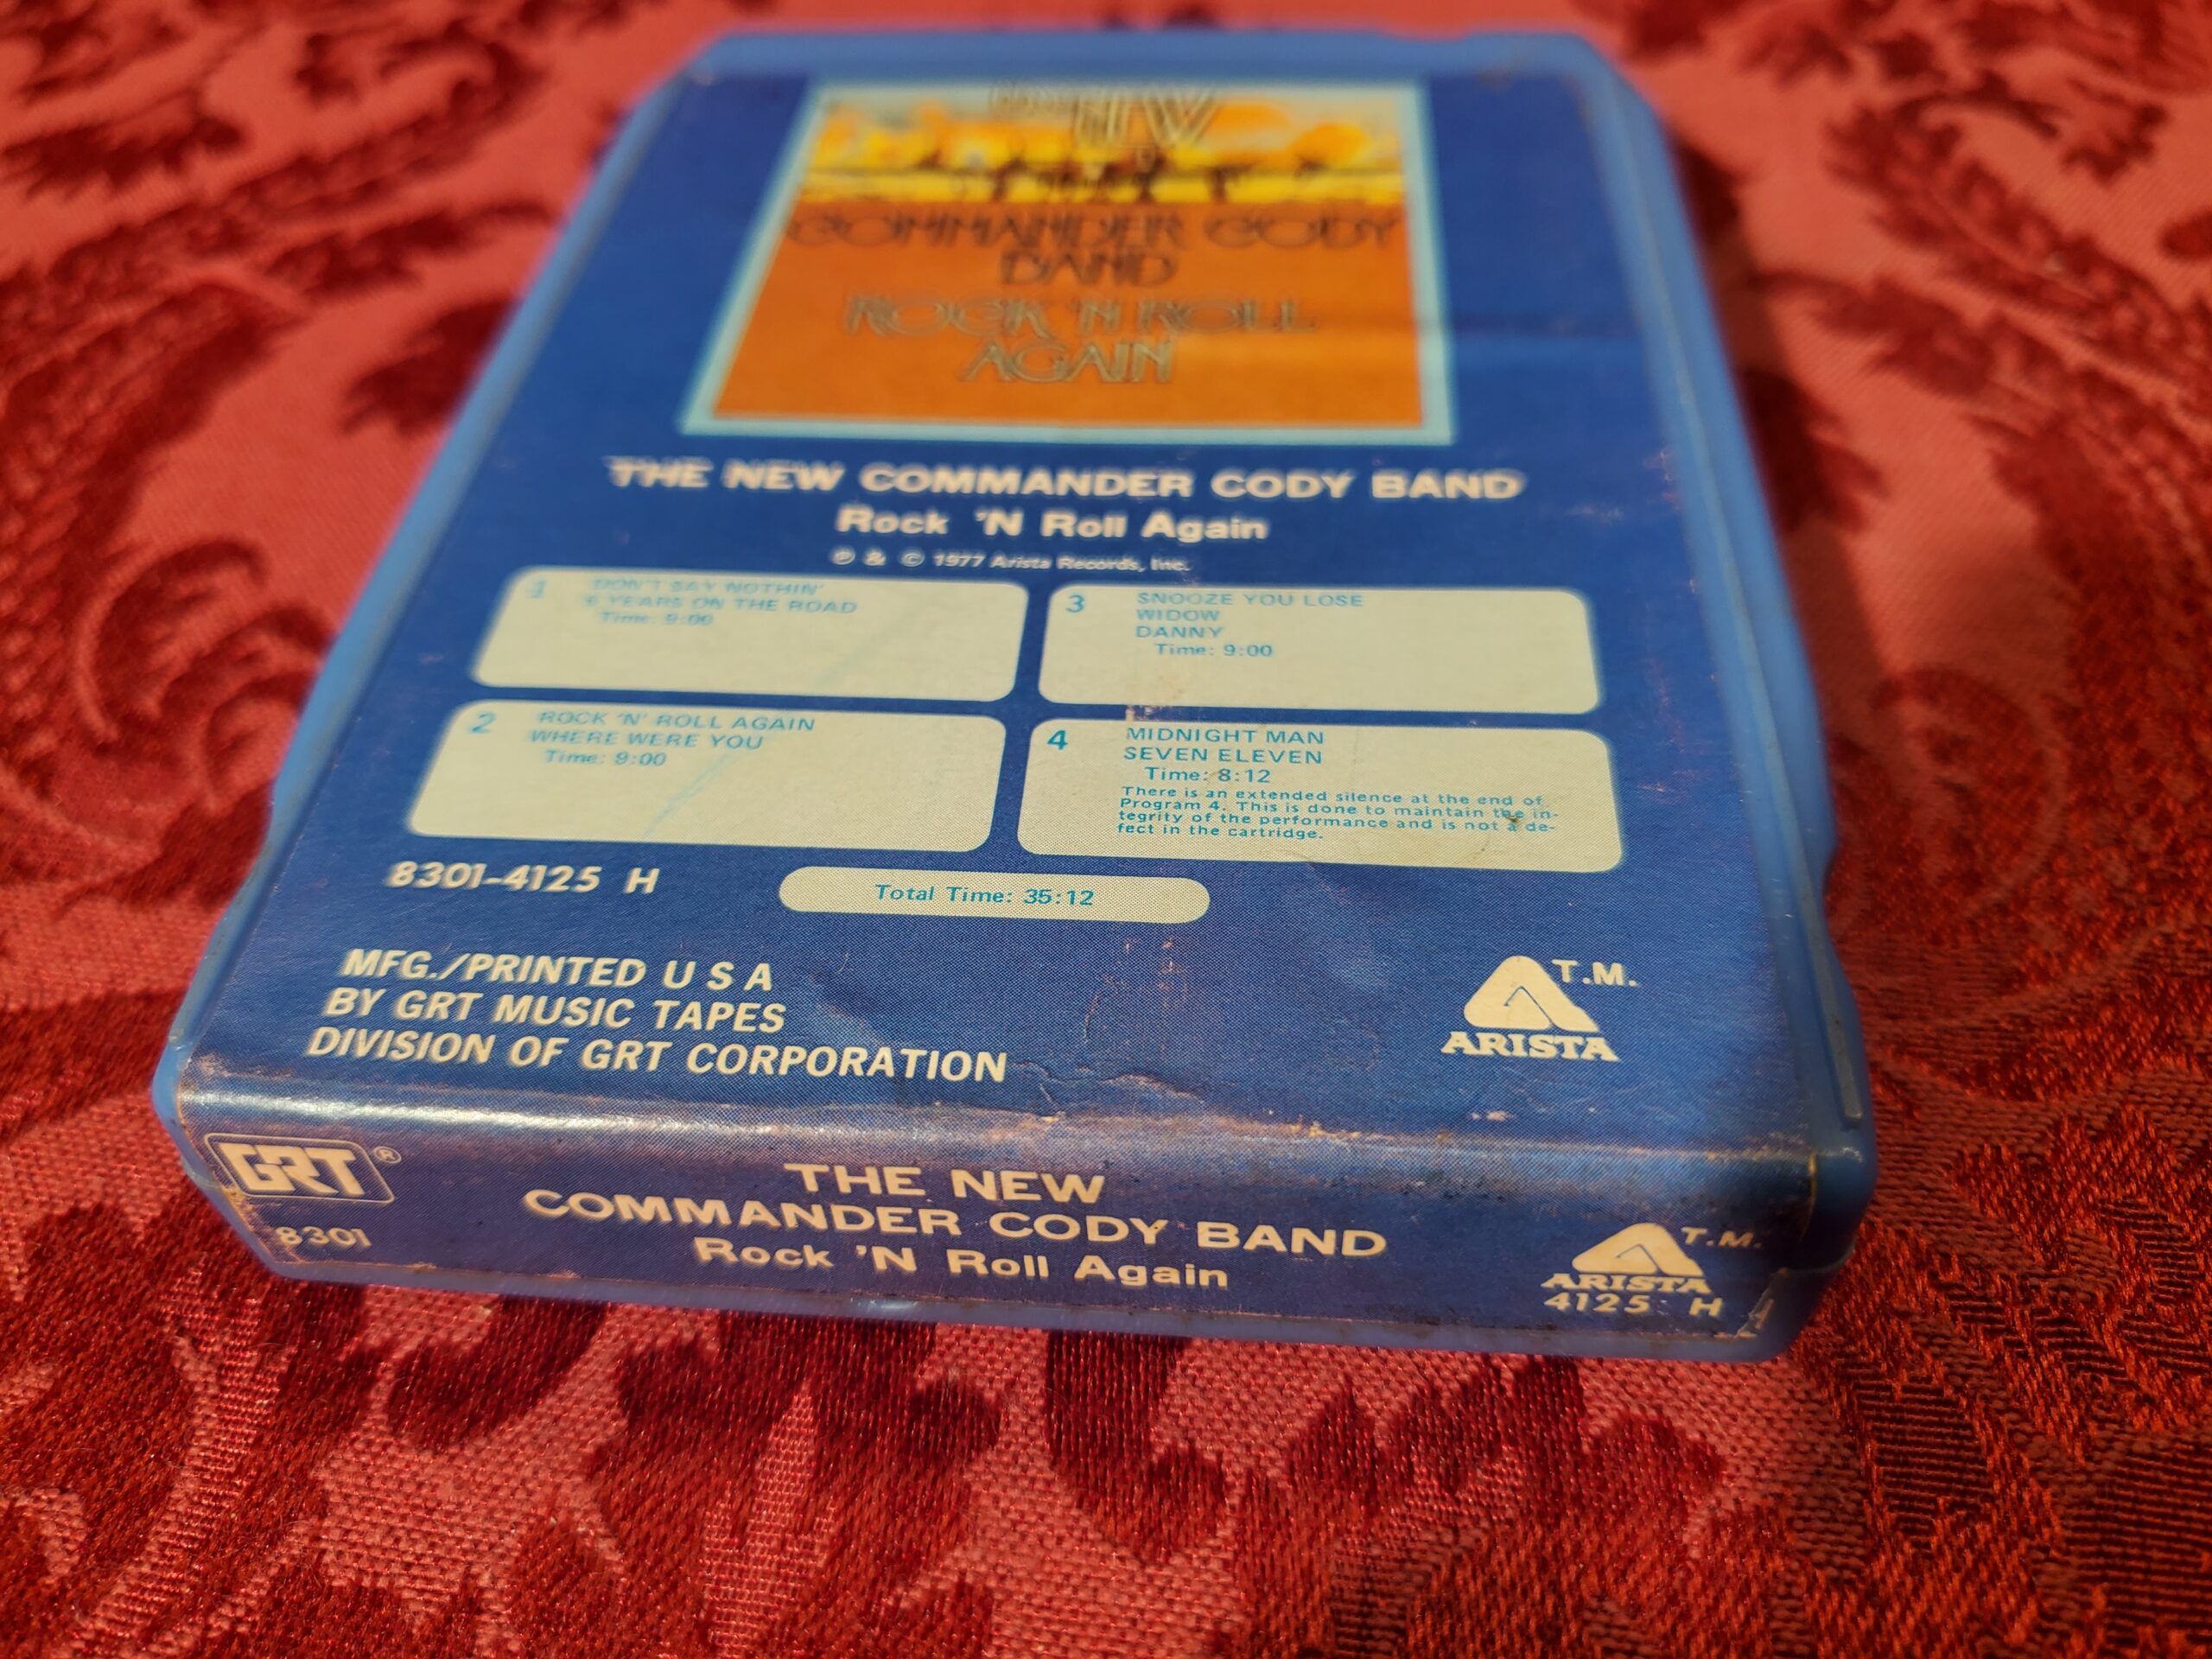 THE NEW
COMMANDER CODY
BAND
ROCK 'N ROLL
AGAIN
THE NEW COMMANDER CODY BAND
Rock 'N Roll Again
℗ & © 1977 Arista Records, Inc.
1 DON'T SAY NOTHIN'
6 YEARS ON THE ROAD
Time: 9:00
2 ROCK 'N' ROLL AGAIN
WHERE WERE YOU
Time: 9:00
3 SNOOZE YOU LOSE
WIDOW
DANNY
Time: 9:00
4 MIDNIGHT MAN
SEVEN ELEVEN
Time: 8:12
There is an extended silence at the end of
Program 4. This is done to maintain the in-
tegrity of the performance and is not a de-
fect in the cartridge.
8301-4125 H
Total Time: 35:12
MFG./PRINTED U S A
BY GRT MUSIC TAPES
DIVISION OF GRT CORPORATION
T.M.
ARISTA
GRT®
8301
THE NEW
COMMANDER CODY BAND
Rock 'N Roll Again
T.M.
ARISTA
4125 H